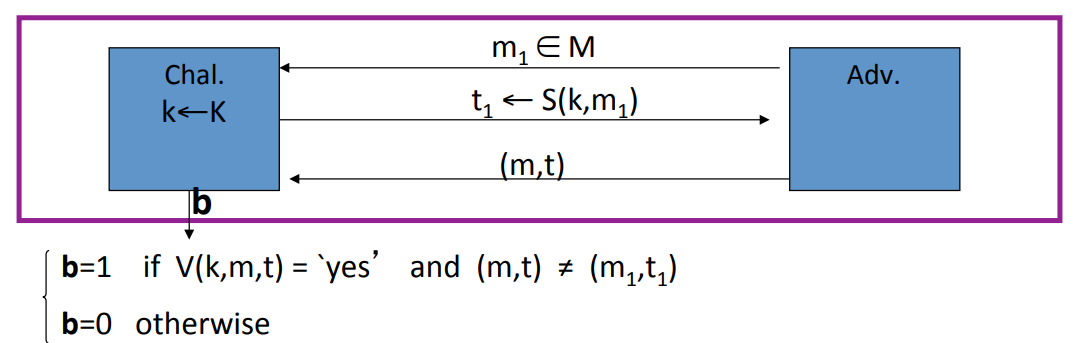 m₁ ∈ M
Chal.
Adv.
k←K
t₁ ← S(k,m₁)
(m,t)
b
b=1 if V(k,m,t) = `yes’ and (m,t) ≠ (m₁,t₁)
b=0 otherwise